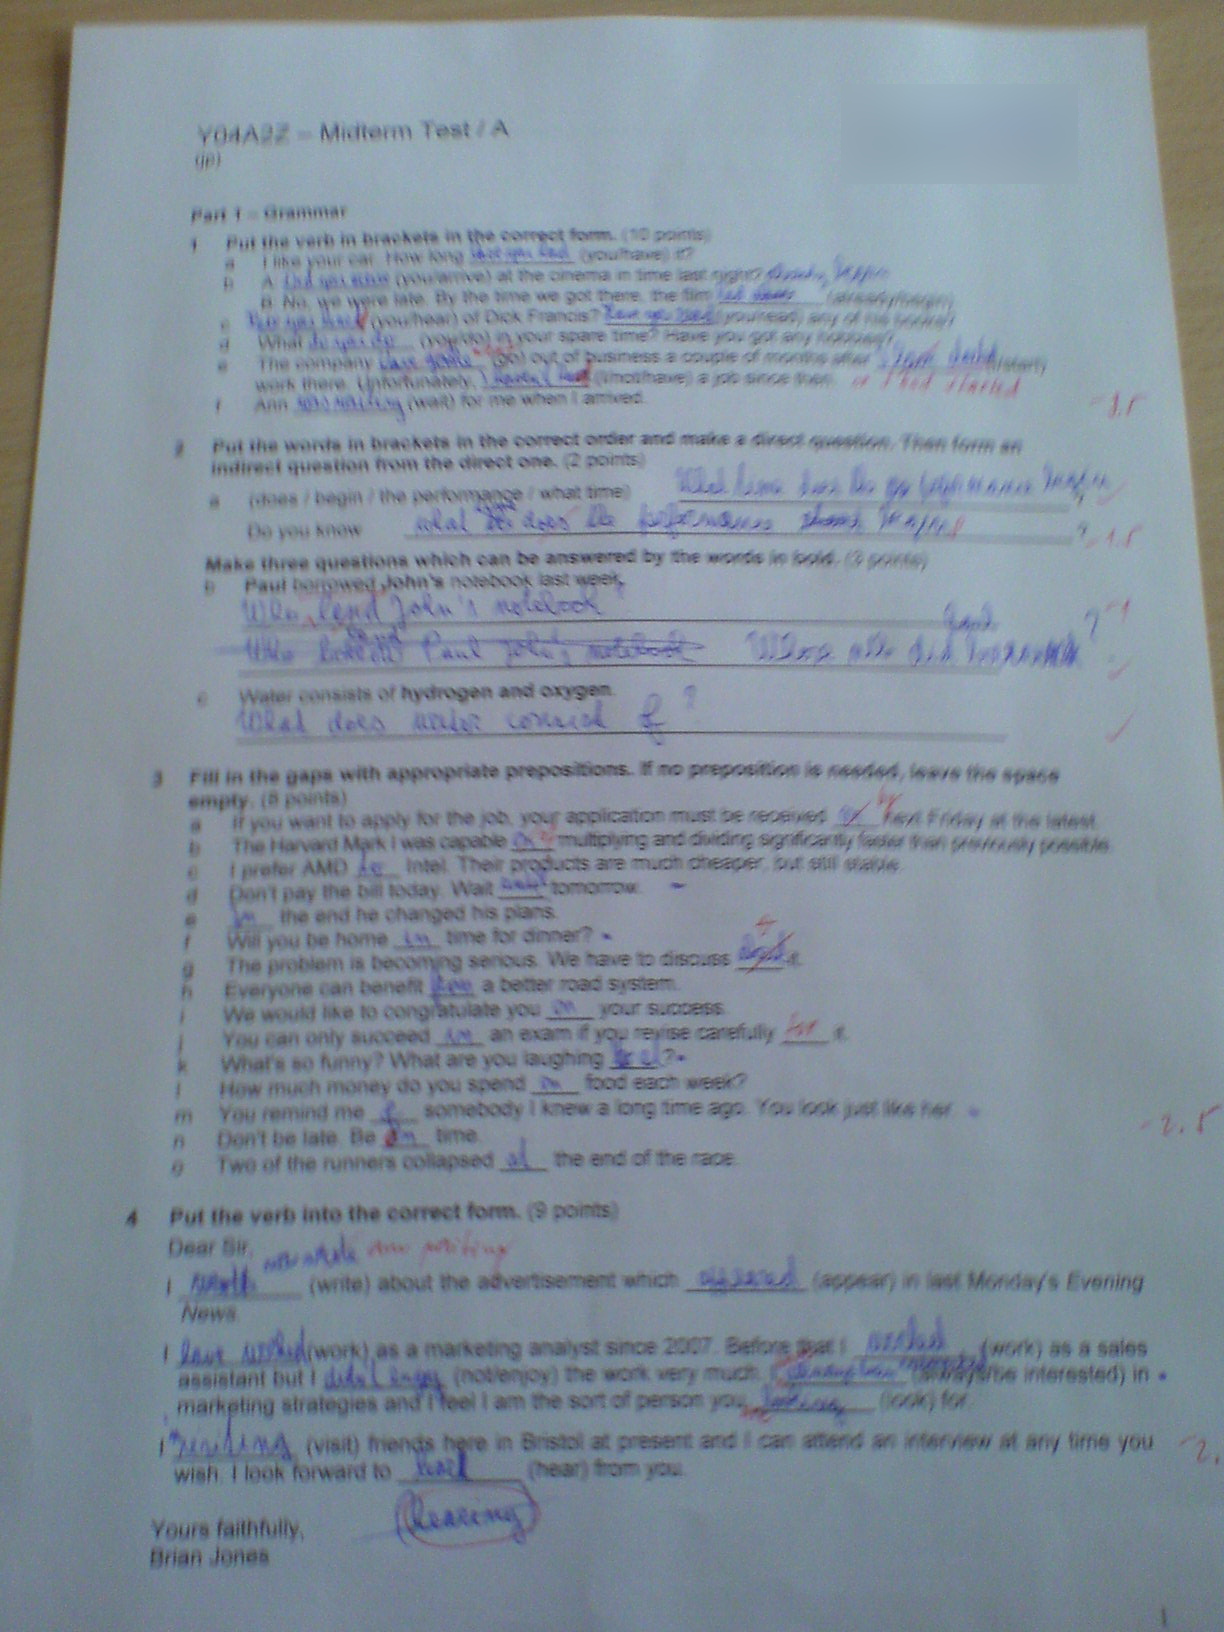 Y04A2Z – Midterm Test / A
(jp)
Part 1 – Grammar
1 Put the verb in brackets in the correct form. (10 points)
a I like your car. How long have you had (you/have) it?
b A: Did you arrive (you/arrive) at the cinema in time last night?
B: No, we were late. By the time we got there, the film (already/begin)
c Have you heard (you/hear) of Dick Francis? Have you read (you/read) any of his books?
d What do you do (you/do) in your spare time? Have you got any hobbies?
e The company have gone (go) out of business a couple of months after I (start)
work there. Unfortunately, I haven't had (I/not/have) a job since then. I had started
f Ann was waiting (wait) for me when I arrived. -3.5
2 Put the words in brackets in the correct order and make a direct question. Then form an
indirect question from the direct one. (2 points)
a (does / begin / the performance / what time) What time does the performance
Do you know what does the performance ? -1.5
Make three questions which can be answered by the words in bold. (3 points)
b Paul borrowed John's notebook last week.
Who lend John's notebook? -1
Who Paul John's notebook Whose did ?
c Water consists of hydrogen and oxygen.
What does water consist of?
3 Fill in the gaps with appropriate prepositions. If no preposition is needed, leave the space
empty. (8 points)
a If you want to apply for the job, your application must be received by next Friday at the latest.
b The Harvard Mark I was capable of multiplying and dividing significantly faster than previously possible.
c I prefer AMD to Intel. Their products are much cheaper, but still stable.
d Don't pay the bill today. Wait until tomorrow.
e In the end he changed his plans.
f Will you be home in time for dinner?
g The problem is becoming serious. We have to discuss it.
h Everyone can benefit from a better road system.
i We would like to congratulate you on your success.
j You can only succeed in an exam if you revise carefully for it.
k What's so funny? What are you laughing at?
l How much money do you spend on food each week?
m You remind me of somebody I knew a long time ago. You look just like her. -2.5
n Don't be late. Be on time.
o Two of the runners collapsed at the end of the race.
4 Put the verb into the correct form. (9 points)
Dear Sir, am writing
I (write) about the advertisement which appeared (appear) in last Monday's Evening
News.
I have worked (work) as a marketing analyst since 2007. Before that I worked (work) as a sales
assistant but I didn't enjoy (not/enjoy) the work very much. I (always/be interested) in
marketing strategies and I feel I am the sort of person you looking (look) for.
I (visit) friends here in Bristol at present and I can attend an interview at any time you -2.
wish. I look forward to (hear) from you.
(hearing)
Yours faithfully,
Brian Jones
1